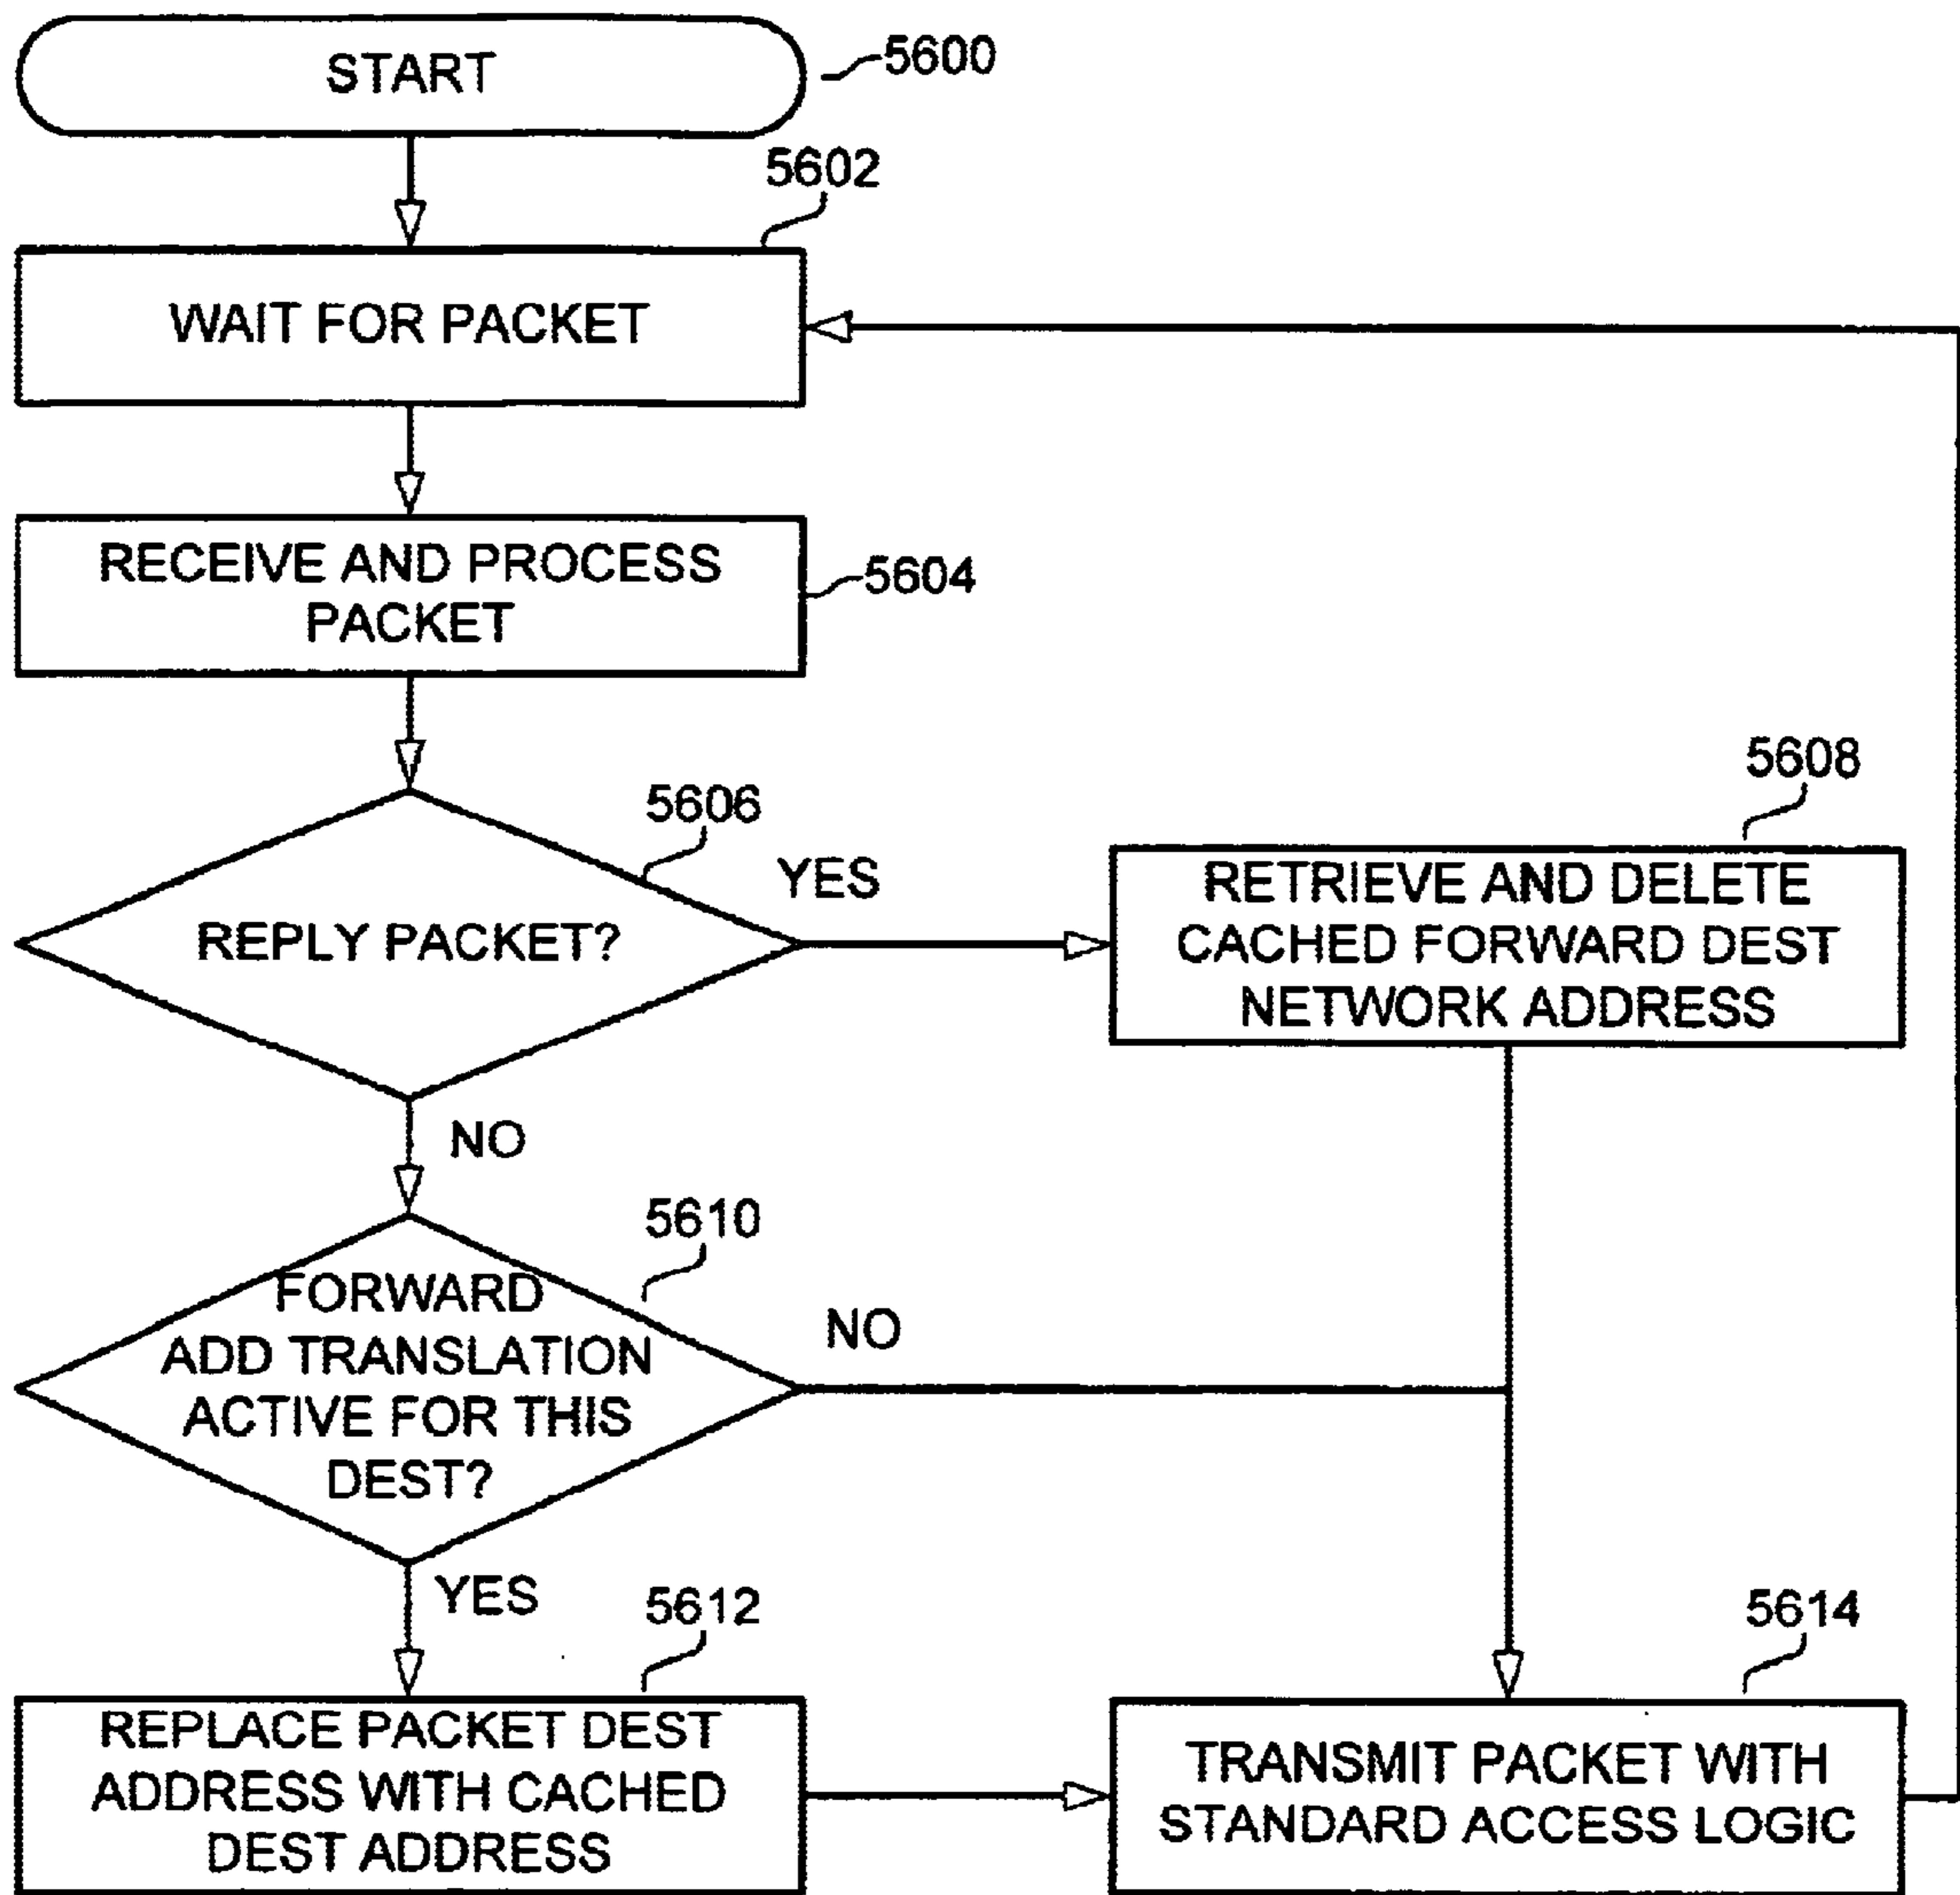 START
5600
5602
WAIT FOR PACKET
RECEIVE AND PROCESS
PACKET
5604
5606
REPLY PACKET?
YES
5608
RETRIEVE AND DELETE
CACHED FORWARD DEST
NETWORK ADDRESS
NO
5610
FORWARD
ADD TRANSLATION
ACTIVE FOR THIS
DEST?
NO
YES
5612
REPLACE PACKET DEST
ADDRESS WITH CACHED
DEST ADDRESS
5614
TRANSMIT PACKET WITH
STANDARD ACCESS LOGIC